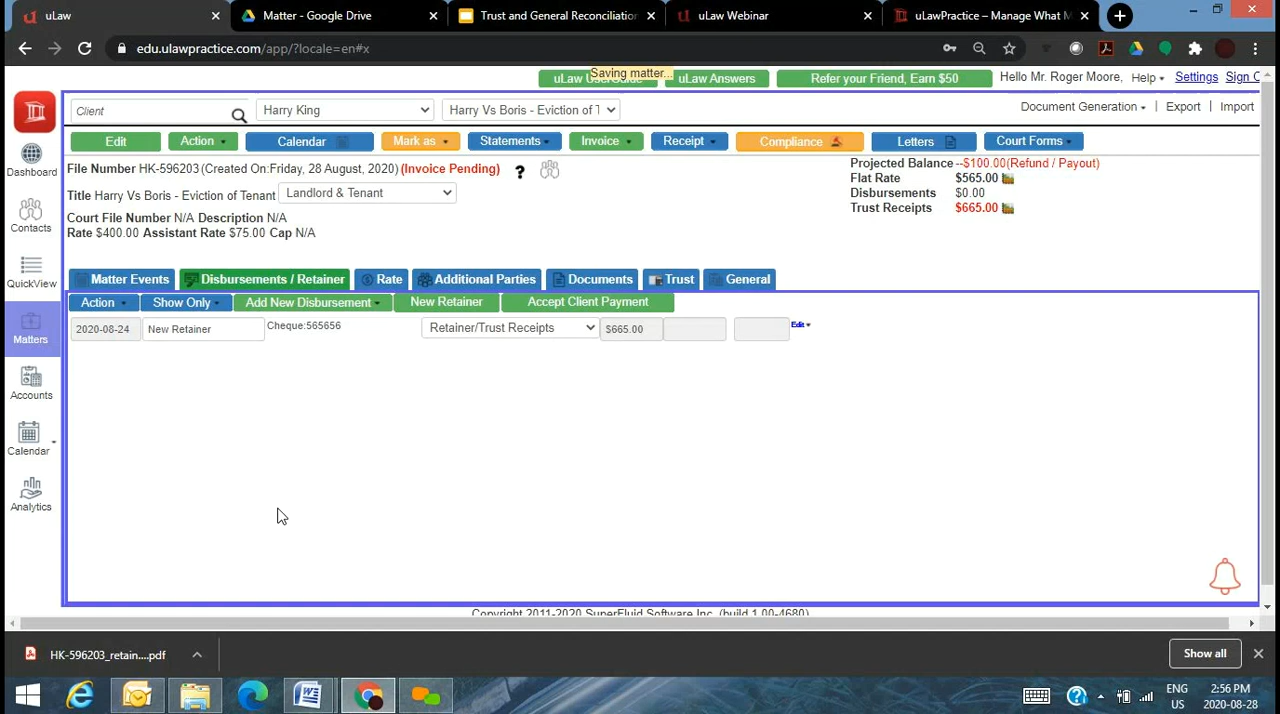 uLaw
Matter - Google Drive
Trust and General Reconciliation
uLaw Webinar
uLawPractice – Manage What M
edu.ulawpractice.com/app/?locale=en#x
Saving matter...
uLaw Answers
Refer your Friend, Earn $50
Hello Mr. Roger Moore,
Help
Settings
Sign
Client
Harry King
Harry Vs Boris - Eviction of T
Document Generation
Export
Import
Edit
Action
Calendar
Mark as
Statements
Invoice
Receipt
Compliance
Letters
Court Forms
File Number HK-596203 (Created On:Friday, 28 August, 2020) (Invoice Pending)
?
Title Harry Vs Boris - Eviction of Tenant
Landlord & Tenant
Court File Number N/A Description N/A
Rate $400.00 Assistant Rate $75.00 Cap N/A
Projected Balance --$100.00(Refund / Payout)
Flat Rate $565.00
Disbursements $0.00
Trust Receipts $665.00
Dashboard
Contacts
QuickView
Matters
Accounts
Calendar
Analytics
Matter Events
Disbursements / Retainer
Rate
Additional Parties
Documents
Trust
General
Action
Show Only
Add New Disbursement
New Retainer
Accept Client Payment
2020-08-24
New Retainer
Cheque:565656
Retainer/Trust Receipts
$665.00
Edit
Copyright 2011-2020 SuperFluid Software Inc. (build 1.00-4680)
HK-596203_retain....pdf
Show all
ENG
US
2:56 PM
2020-08-28